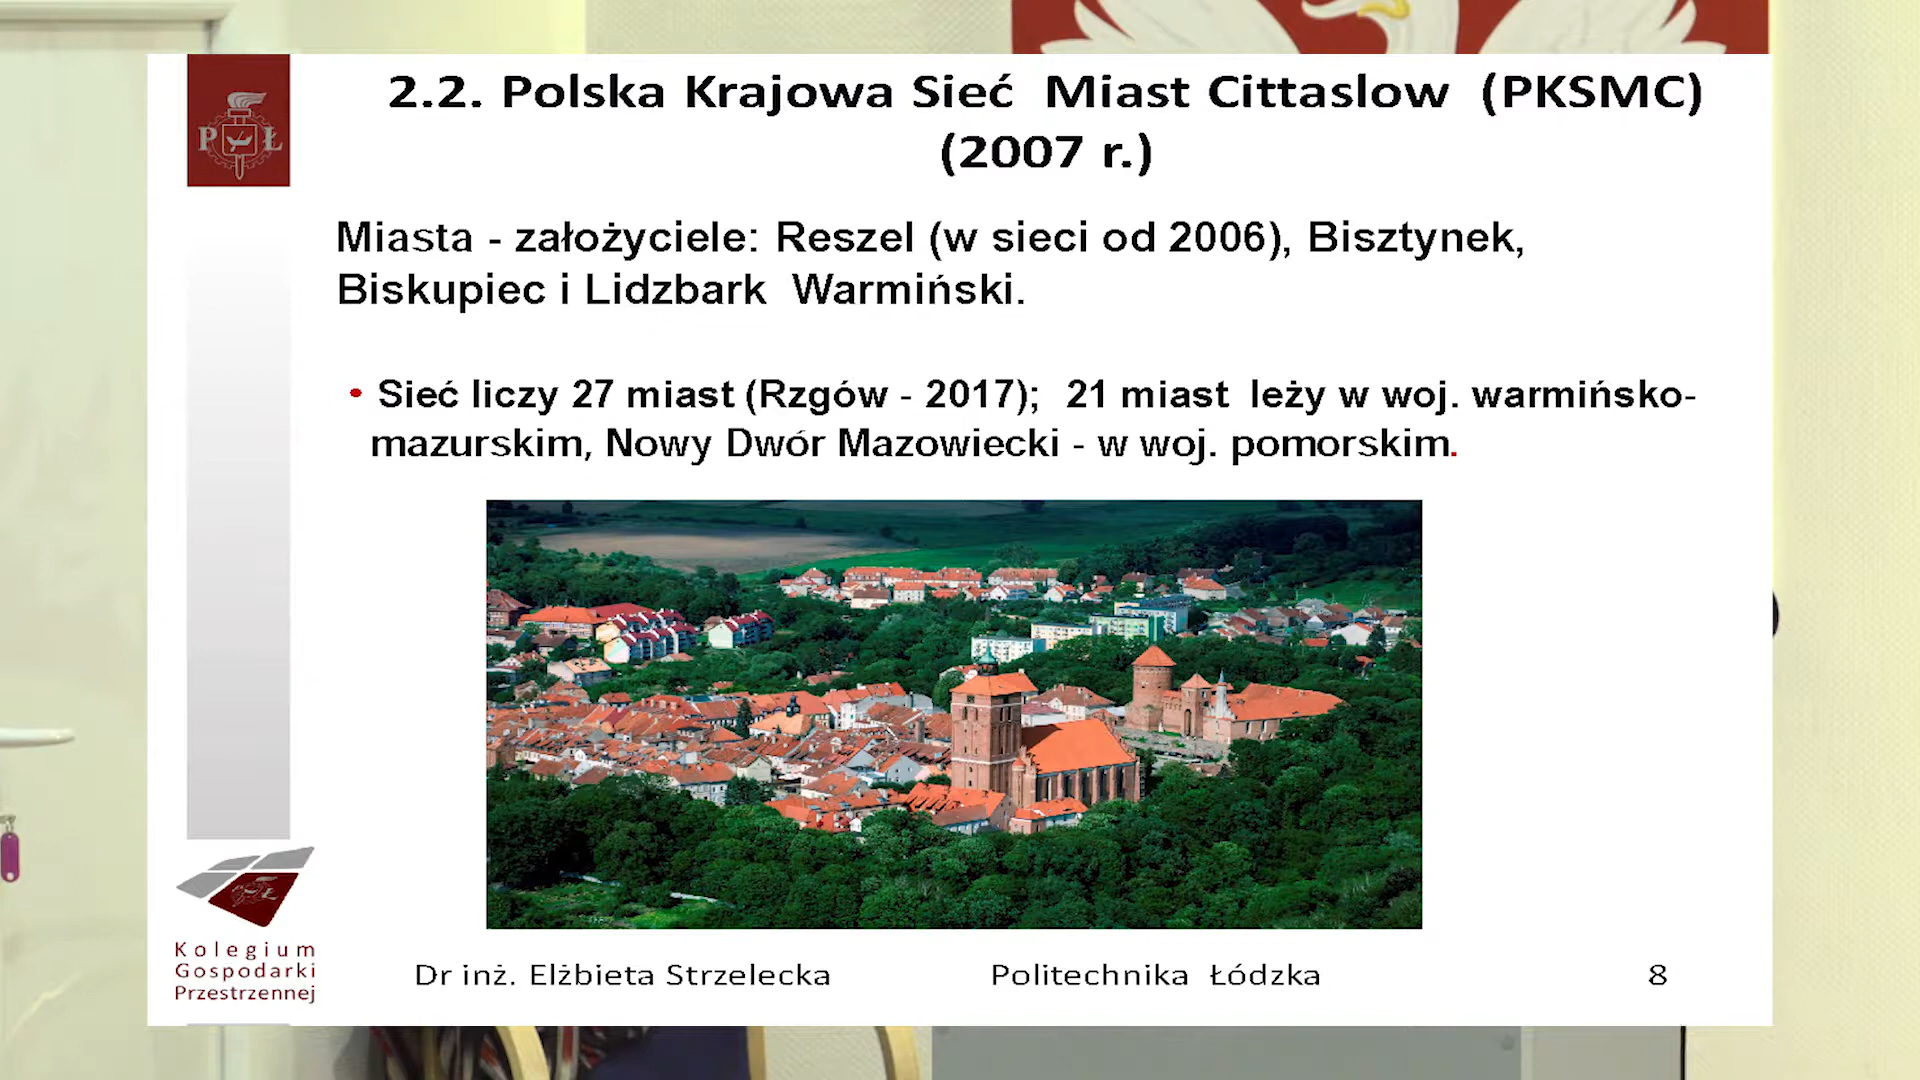 P Ł
2.2. Polska Krajowa Sieć Miast Cittaslow (PKSMC)
(2007 r.)
Miasta - założyciele: Reszel (w sieci od 2006), Bisztynek,
Biskupiec i Lidzbark Warmiński.
• Sieć liczy 27 miast (Rzgów - 2017); 21 miast leży w woj. warmińsko-
mazurskim, Nowy Dwór Mazowiecki - w woj. pomorskim.
Kolegium
Gospodarki
Przestrzennej
Dr inż. Elżbieta Strzelecka Politechnika Łódzka 8